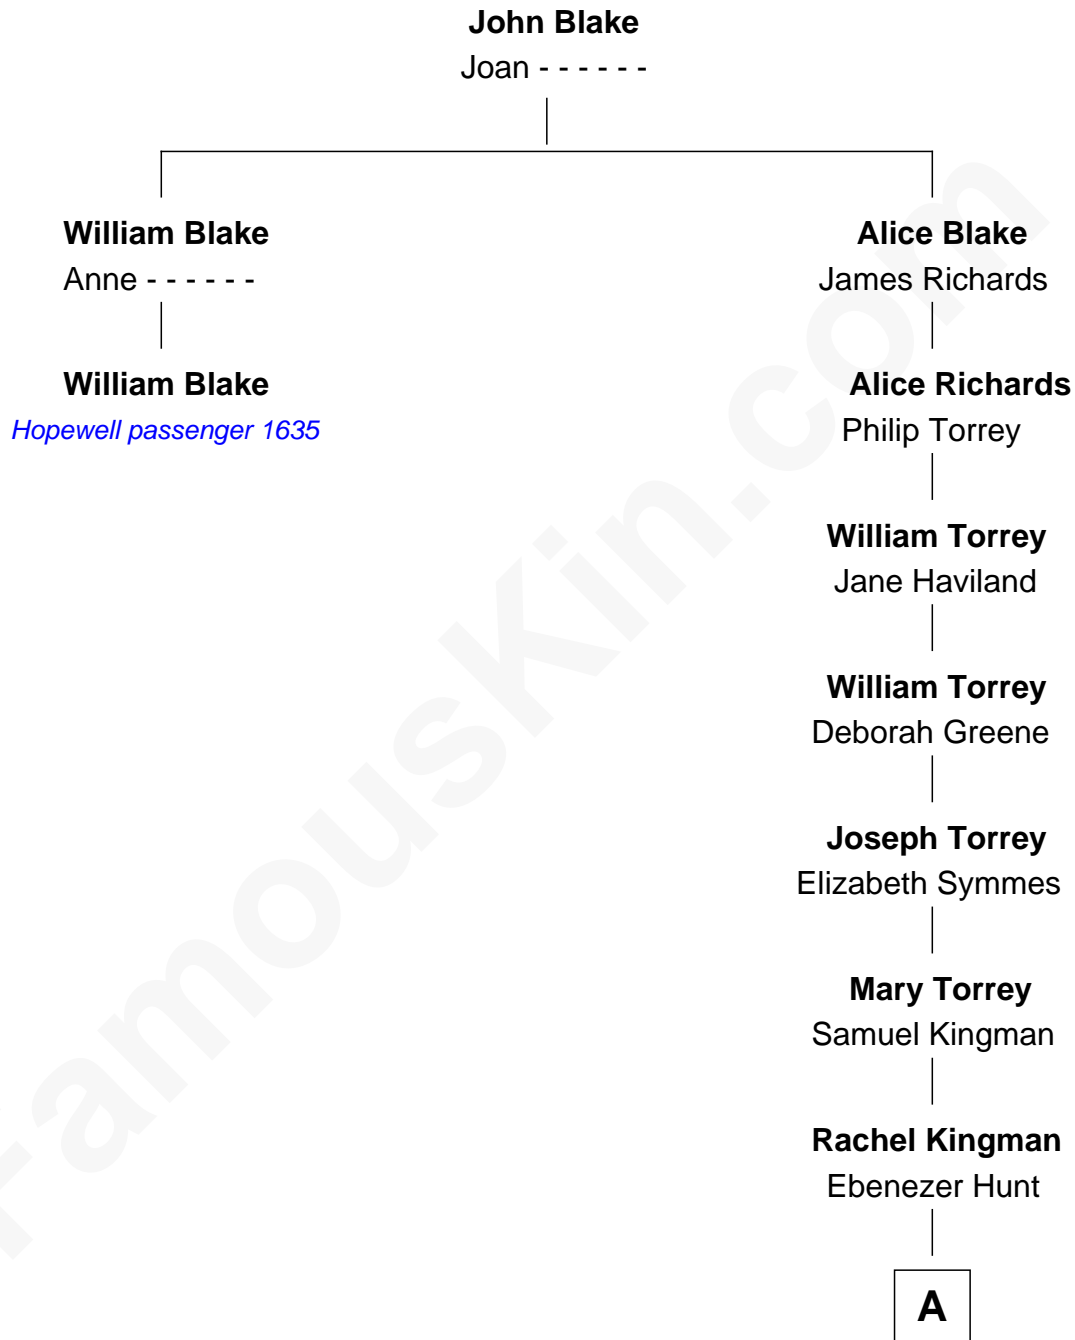 John Blake
Joan - - - - - -
William Blake
Anne - - - - - -
William Blake
Hopewell passenger 1635
Alice Blake
James Richards
Alice Richards
Philip Torrey
William Torrey
Jane Haviland
William Torrey
Deborah Greene
Joseph Torrey
Elizabeth Symmes
Mary Torrey
Samuel Kingman
Rachel Kingman
Ebenezer Hunt
A
FamousKin.com